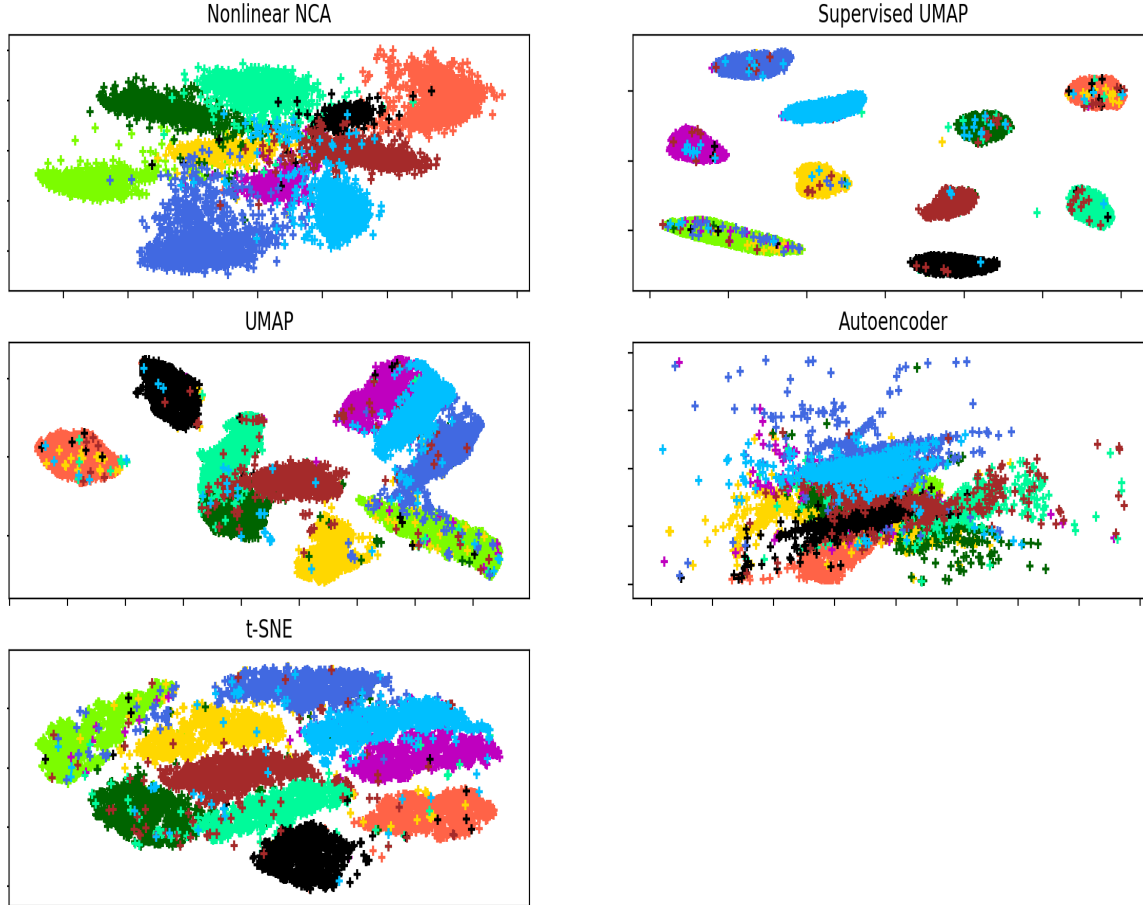 Nonlinear NCA
Supervised UMAP
UMAP
Autoencoder
t-SNE